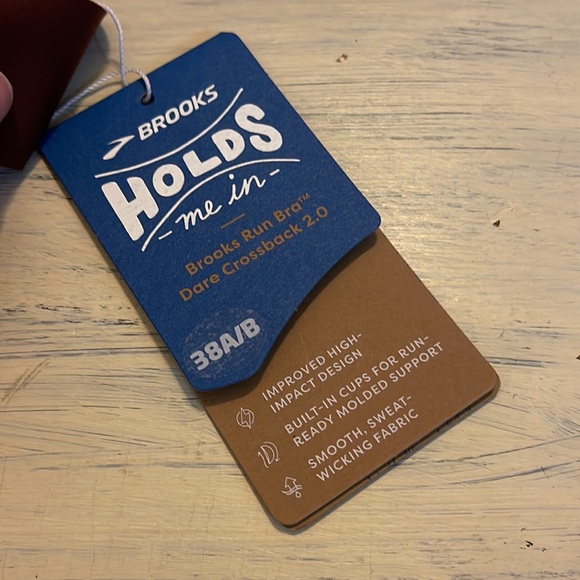 BROOKS
HOLDS
- me in -
Brooks Run Bra™
Dare Crossback 2.0
38A/B
IMPROVED HIGH-
IMPACT DESIGN
BUILT-IN CUPS FOR RUN-
READY MOLDED SUPPORT
SMOOTH, SWEAT-
WICKING FABRIC